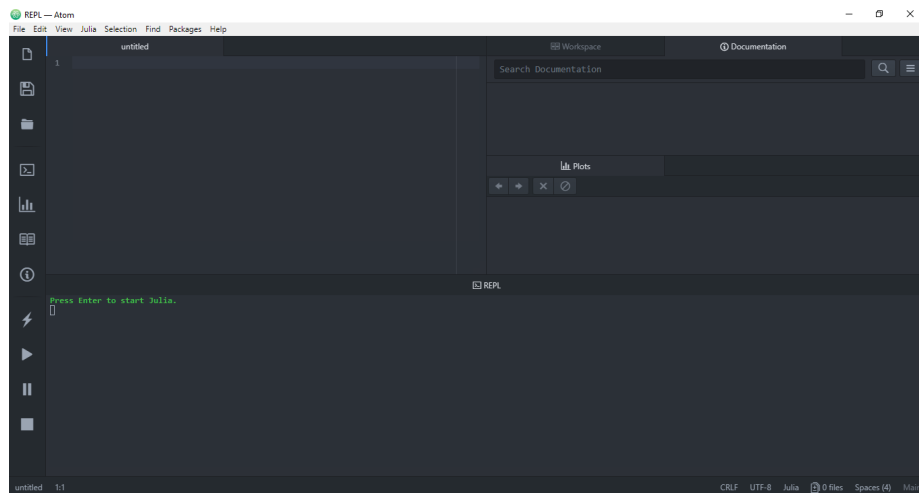 REPL — Atom
File Edit View Julia Selection Find Packages Help
untitled
Workspace
Documentation
1
Search Documentation
Plots
REPL
Press Enter to start Julia.
untitled 1:1
CRLF UTF-8 Julia 0 files Spaces (4) Main